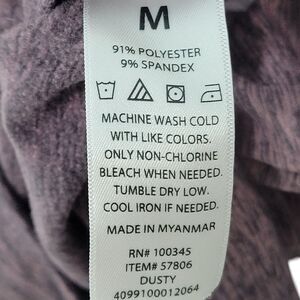 M
91% POLYESTER
9% SPANDEX
MACHINE WASH COLD
WITH LIKE COLORS.
ONLY NON-CHLORINE
BLEACH WHEN NEEDED.
TUMBLE DRY LOW.
COOL IRON IF NEEDED.
MADE IN MYANMAR
RN# 100345
ITEM# 57806
DUSTY
4099100012064